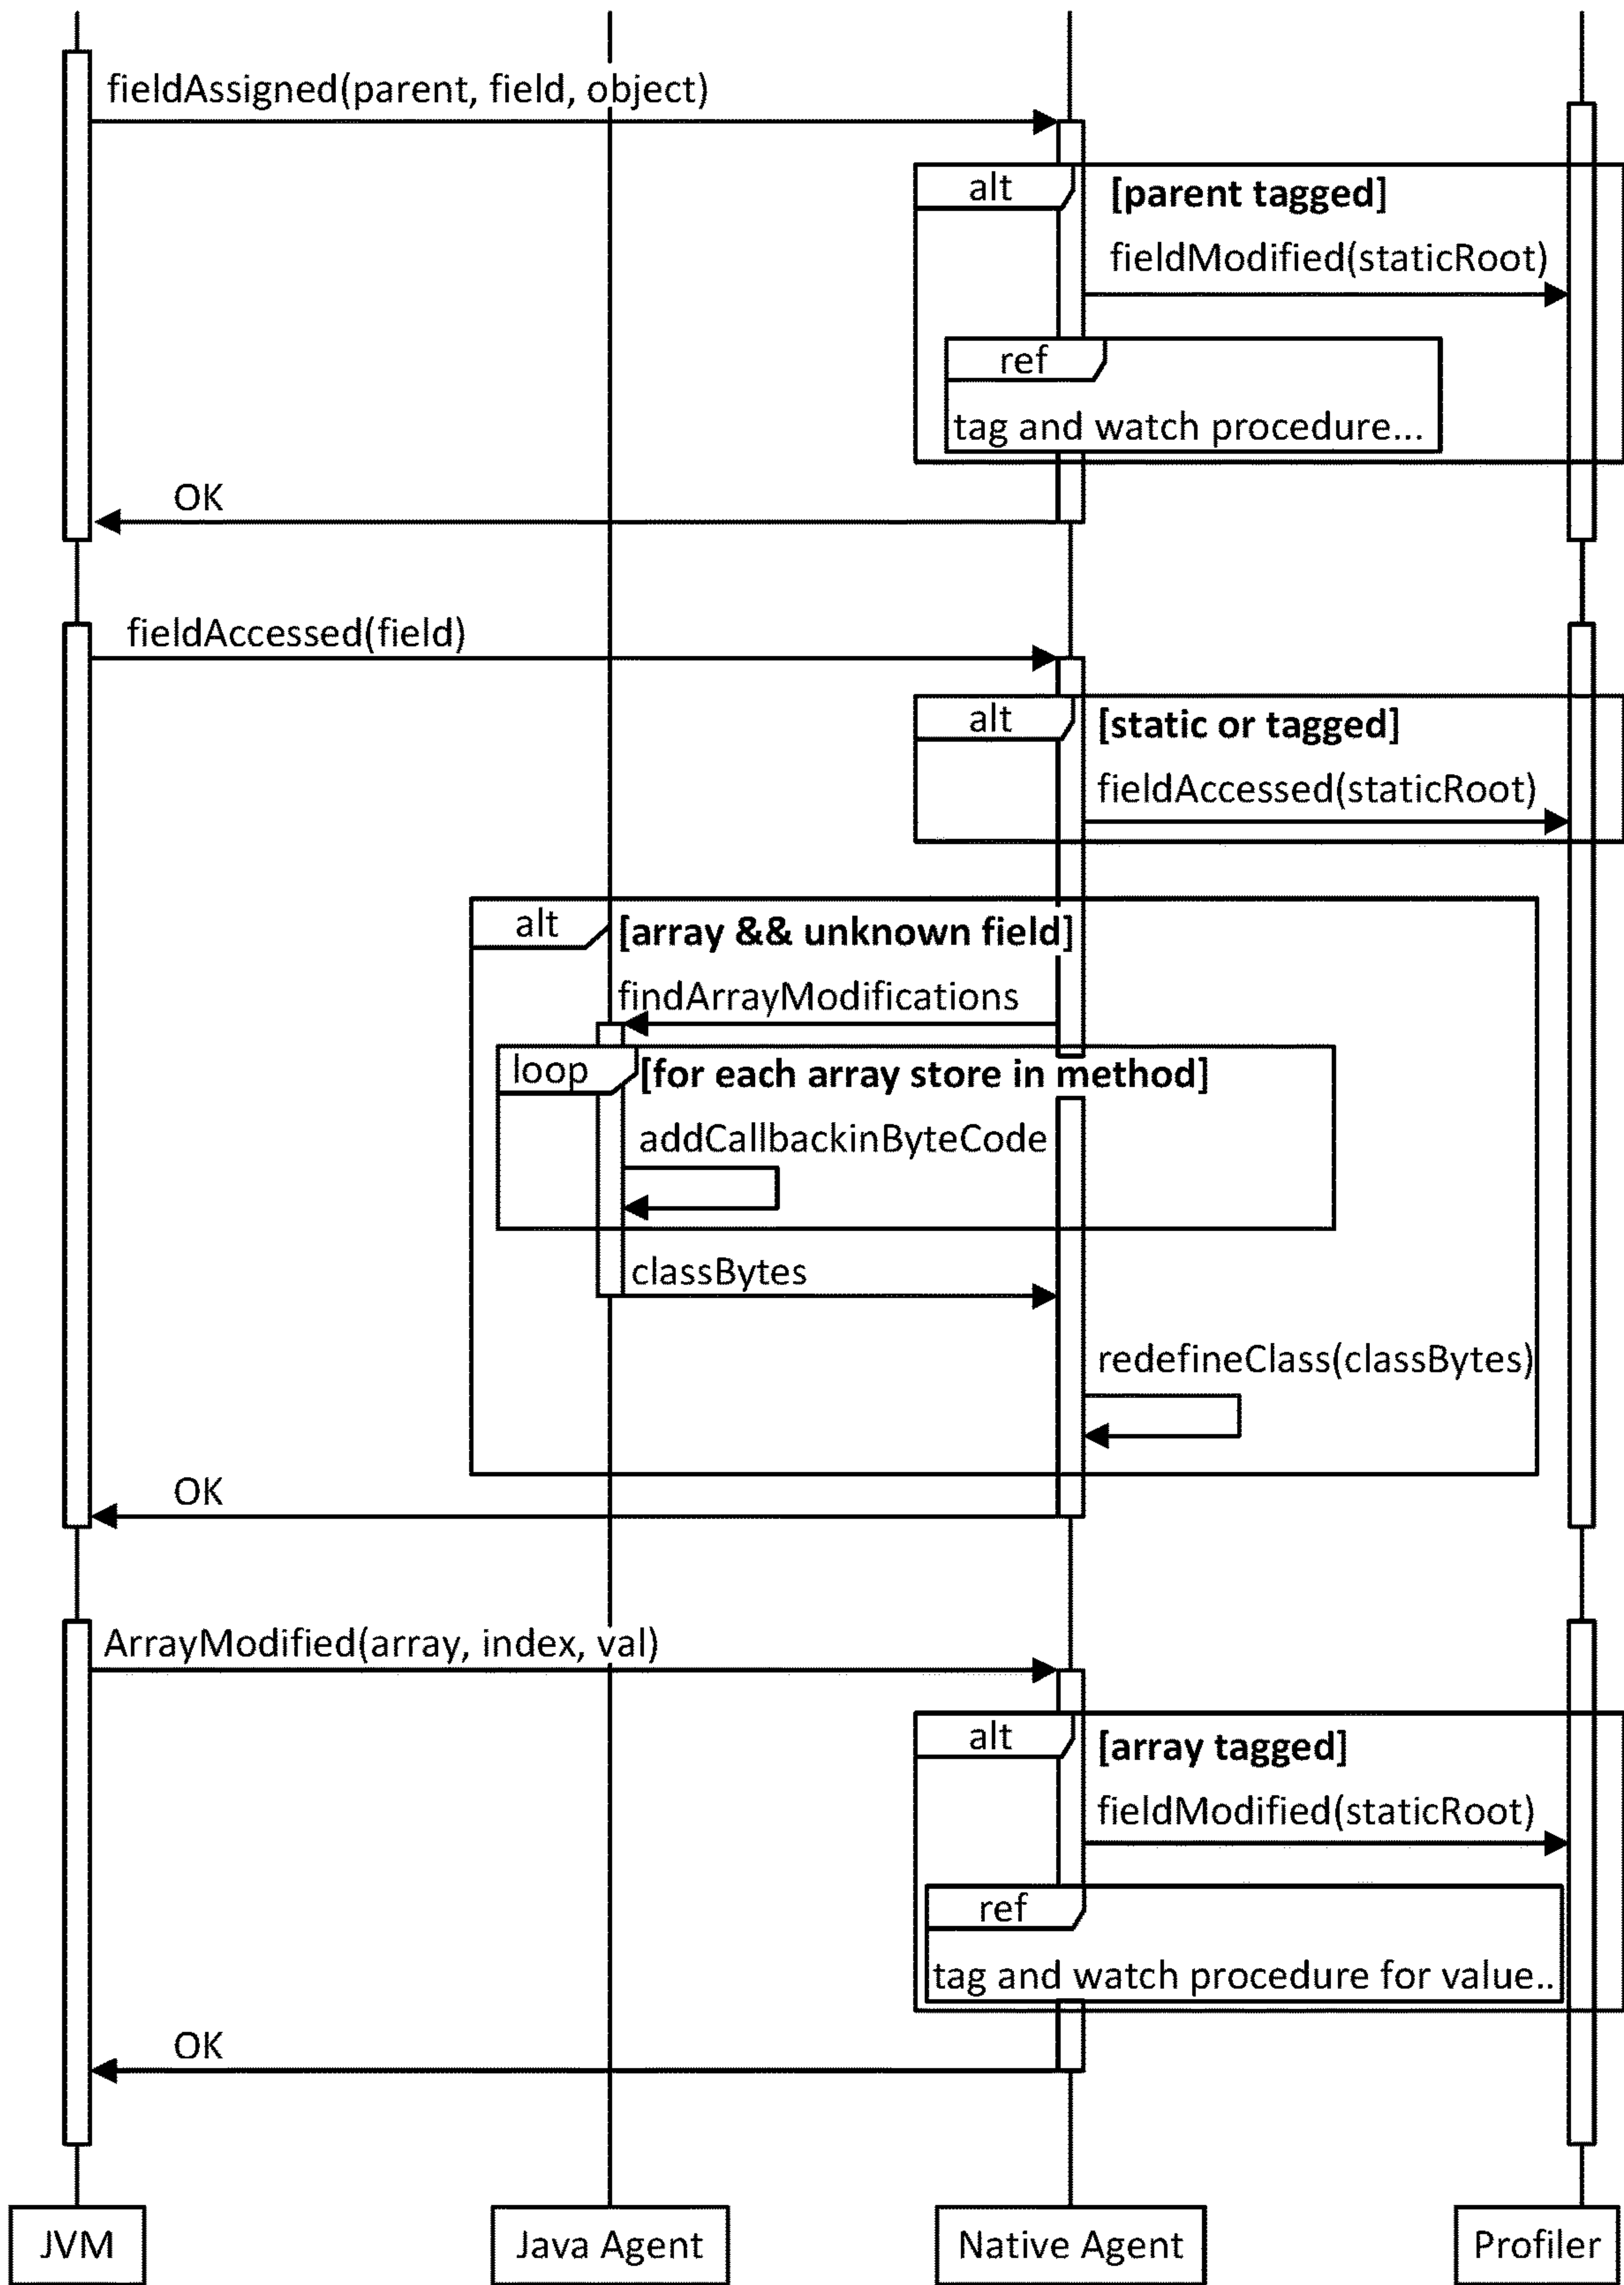 fieldAssigned(parent, field, object)
alt
[parent tagged]
fieldModified(staticRoot)
ref
tag and watch procedure...
OK
fieldAccessed(field)
alt
[static or tagged]
fieldAccessed(staticRoot)
alt
[array && unknown field]
findArrayModifications
loop
[for each array store in method]
addCallbackinByteCode
classBytes
redefineClass(classBytes)
OK
ArrayModified(array, index, val)
alt
[array tagged]
fieldModified(staticRoot)
ref
tag and watch procedure for value..
OK
JVM
Java Agent
Native Agent
Profiler